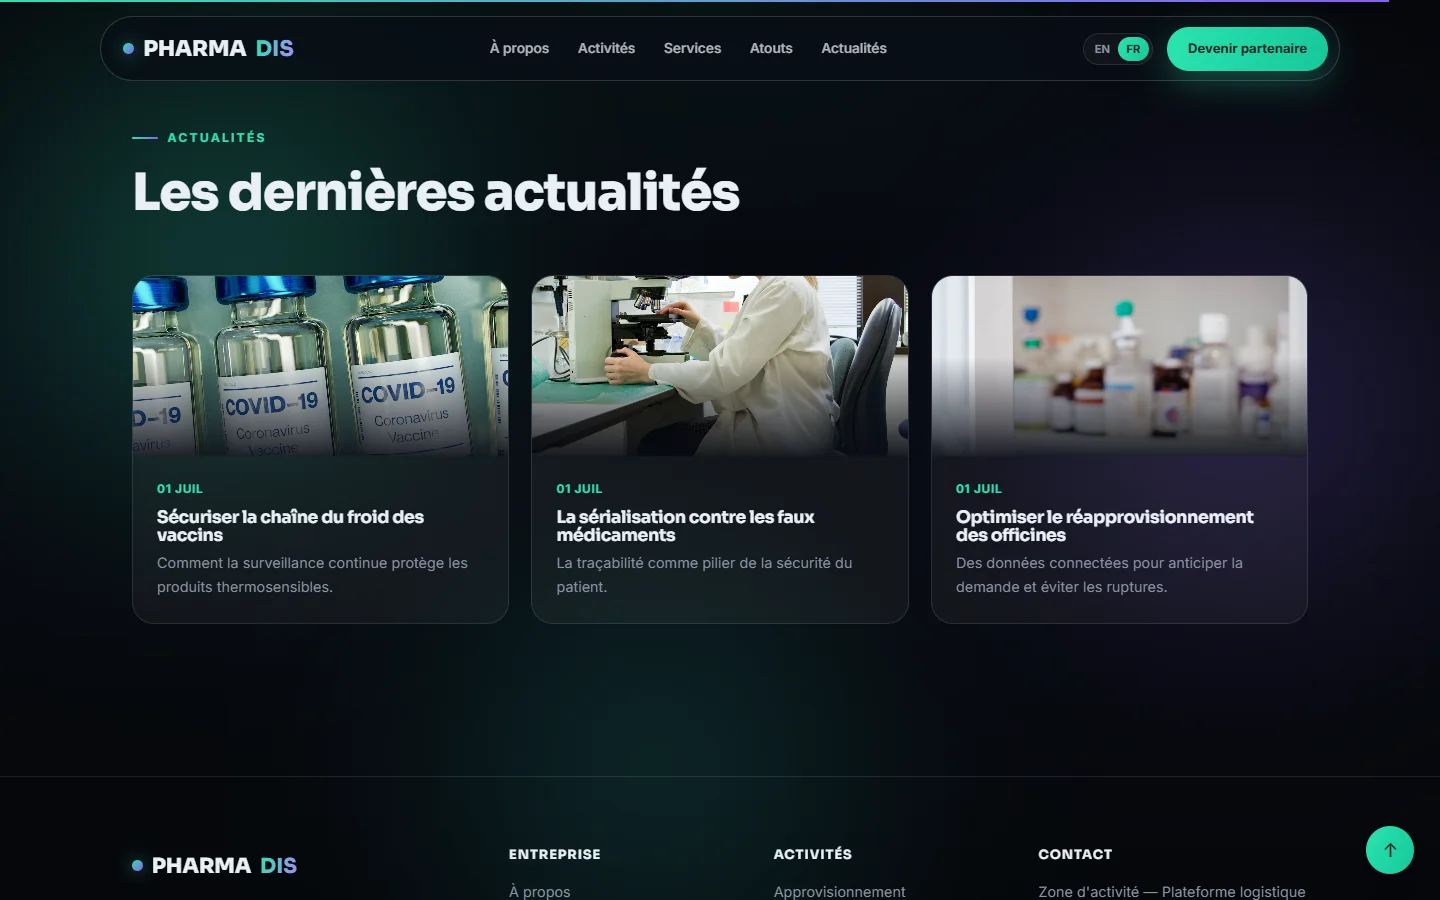 PHARMA DIS
À propos
Activités
Services
Atouts
Actualités
EN
FR
Devenir partenaire
ACTUALITÉS
Les dernières actualités
D-19
avirus
COVID-19
Coronavirus
Vaccine
COVID-19
Coronavirus
Vaccine
01 JUIL
Sécuriser la chaîne du froid des
vaccins
Comment la surveillance continue protège les
produits thermosensibles.
01 JUIL
La sérialisation contre les faux
médicaments
La traçabilité comme pilier de la sécurité du
patient.
01 JUIL
Optimiser le réapprovisionnement
des officines
Des données connectées pour anticiper la
demande et éviter les ruptures.
PHARMA DIS
ENTREPRISE
À propos
ACTIVITÉS
Approvisionnement
CONTACT
Zone d'activité — Plateforme logistique